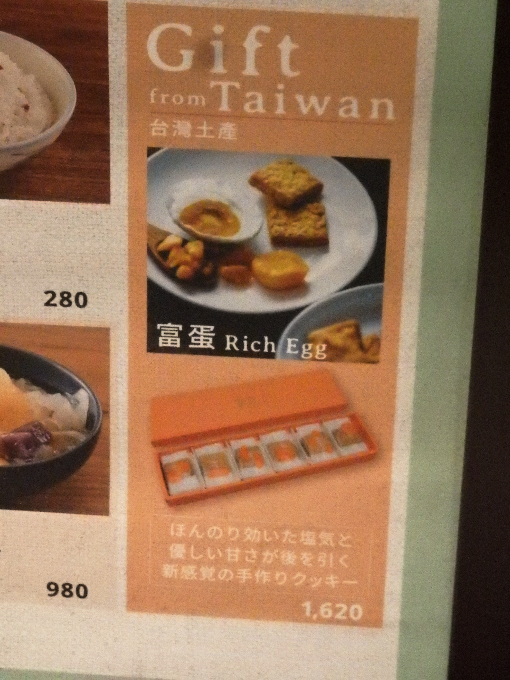 Gift
from Taiwan
台灣土産
富蛋 Rich Egg
ほんのり効いた塩気と
優しい甘さが後を引く
新感覚の手作りクッキー
1,620
280
980